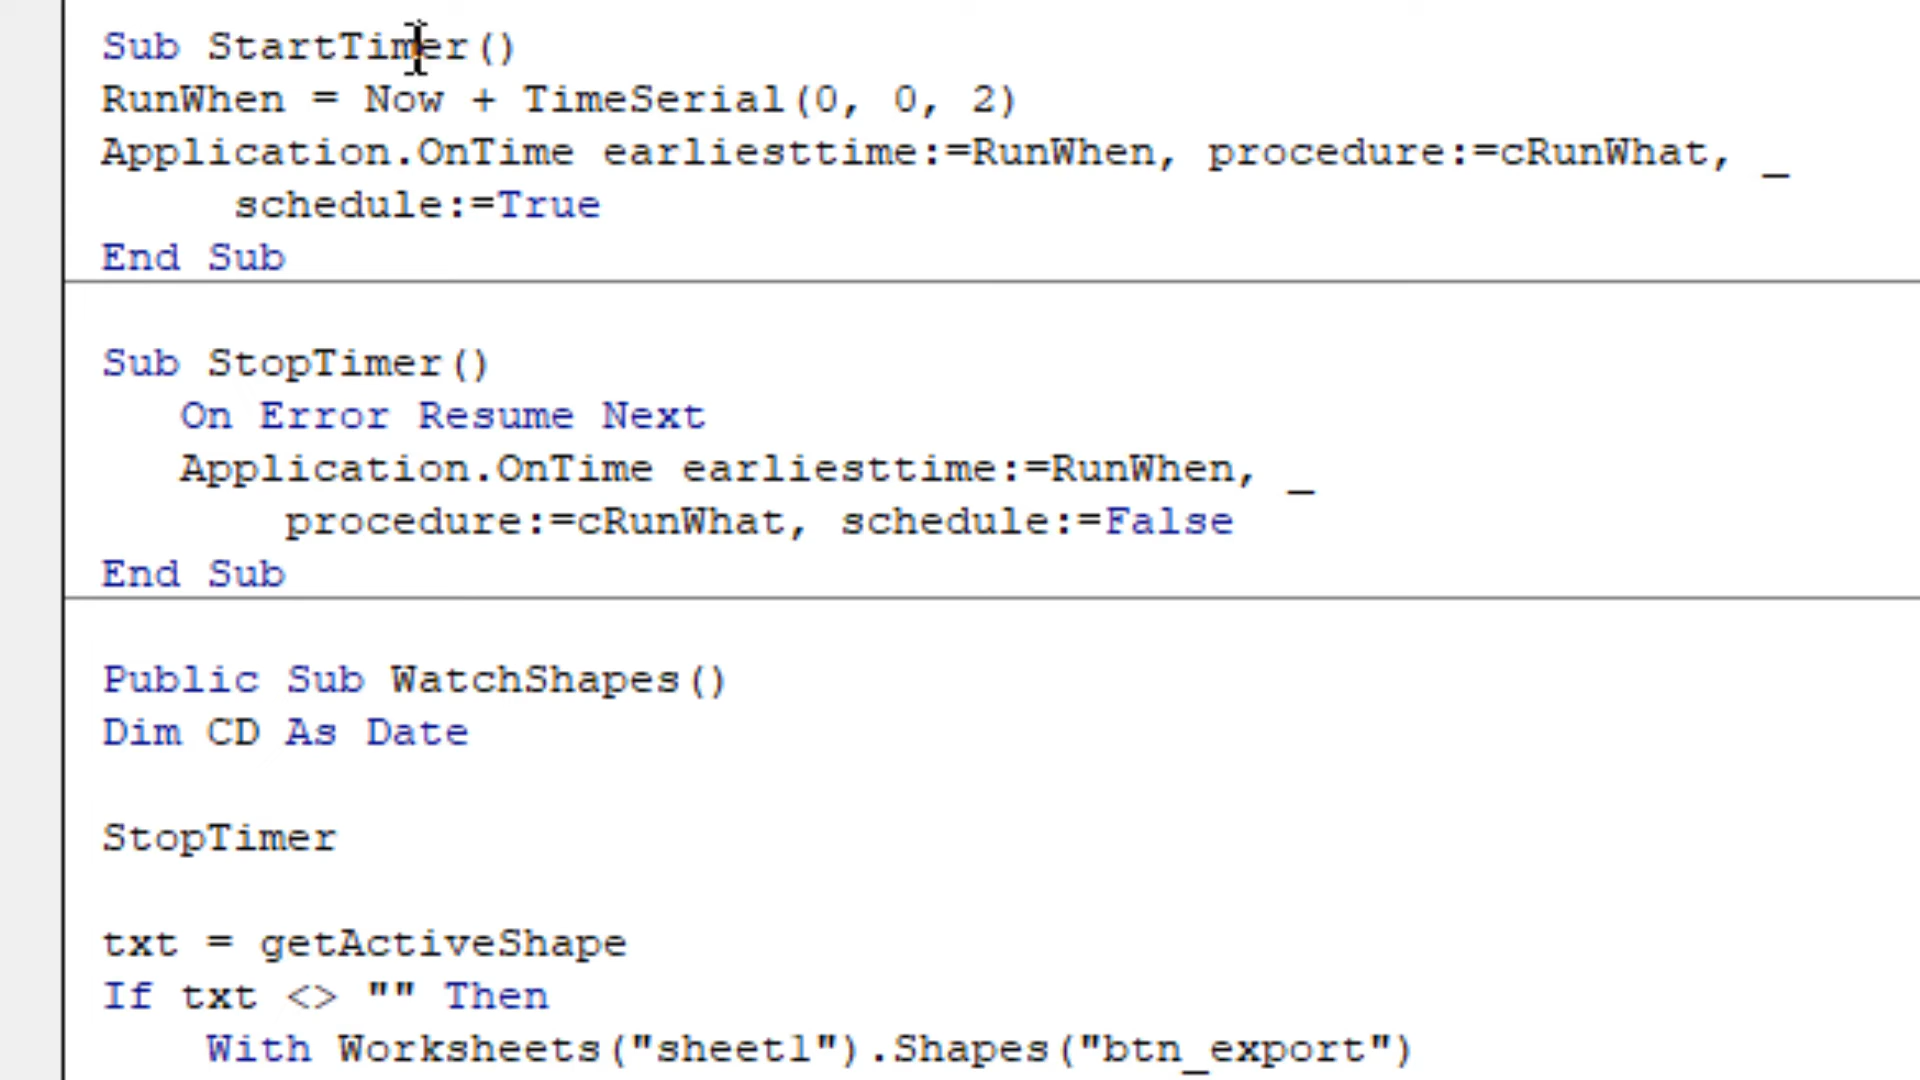 Sub StartTimer()
RunWhen = Now + TimeSerial(0, 0, 2)
Application.OnTime earliesttime:=RunWhen, procedure:=cRunWhat, _
     schedule:=True
End Sub
Sub StopTimer()
   On Error Resume Next
   Application.OnTime earliesttime:=RunWhen, _
       procedure:=cRunWhat, schedule:=False
End Sub
Public Sub WatchShapes()
Dim CD As Date
StopTimer
txt = getActiveShape
If txt <> "" Then
    With Worksheets("sheet1").Shapes("btn_export")